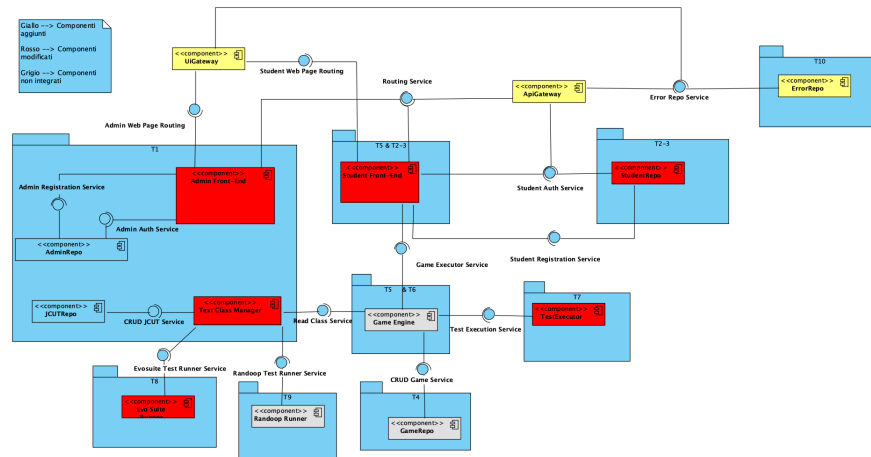 Giallo --> Componenti
aggiunti
Rosso --> Componenti
modificati
Grigio --> Componenti
non integrati
<<component>>
UiGateway
Student Web Page Routing
Routing Service
<<component>>
ApiGateway
Error Repo Service
T10
<<component>>
ErrorRepo
Admin Web Page Routing
T1
<<component>>
Admin Front-End
Admin Registration Service
Admin Auth Service
<<component>>
AdminRepo
T5 & T2-3
<<component>>
Student Front-End
Student Auth Service
T2-3
<<component>>
StudentRepo
Student Registration Service
Game Executor Service
<<component>>
JCUTRepo
CRUD JCUT Service
<<component>>
Test Class Manager
Read Class Service
T5 & T6
<<component>>
Game Engine
Test Execution Service
T7
<<component>>
TestExecutor
Evosuite Test Runner Service
Randoop Test Runner Service
CRUD Game Service
T8
<<component>>
Evo Suite
T9
<<component>>
Randoop Runner
T4
<<component>>
GameRepo